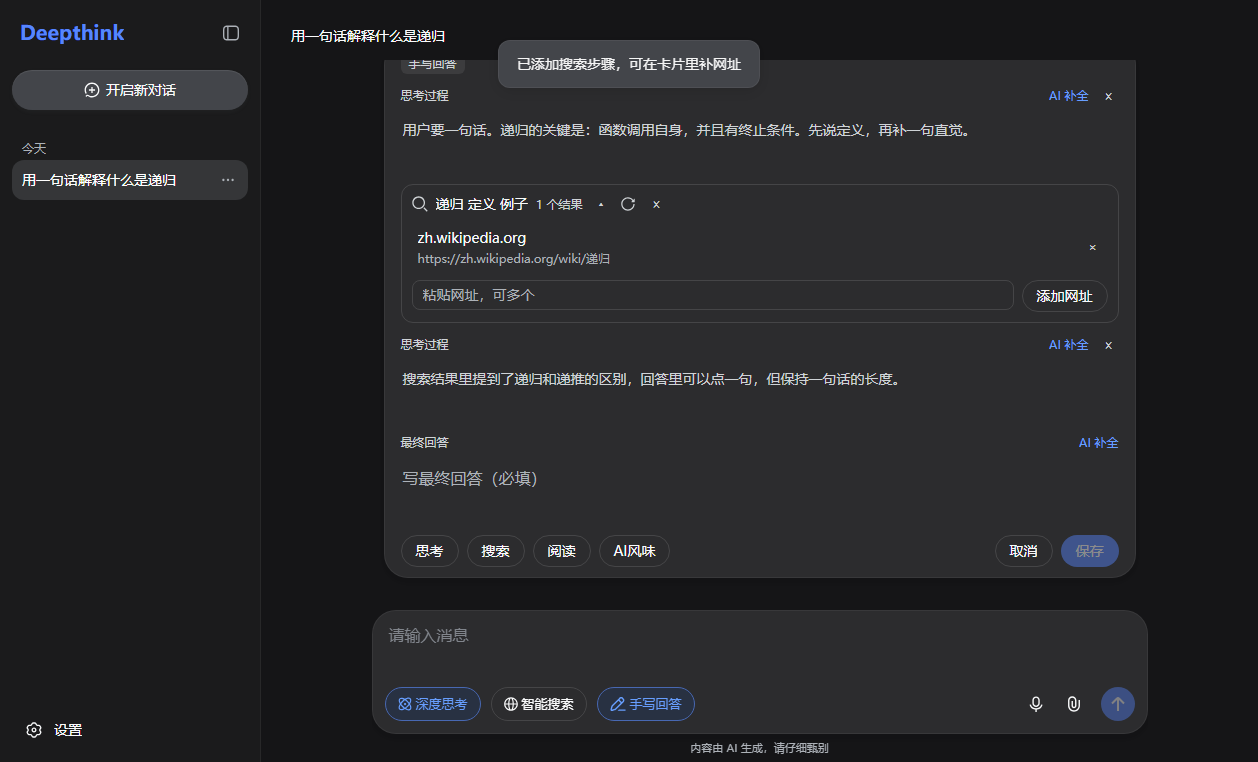 Deepthink
开启新对话
今天
用一句话解释什么是递归
设置
用一句话解释什么是递归
已添加搜索步骤，可在卡片里补网址
手写回答
思考过程 AI 补全 x
用户要一句话。递归的关键是：函数调用自身，并且有终止条件。先说定义，再补一句直觉。
递归 定义 例子 1 个结果 x
zh.wikipedia.org
https://zh.wikipedia.org/wiki/递归 x
粘贴网址，可多个 添加网址
思考过程 AI 补全 x
搜索结果里提到了递归和递推的区别，回答里可以点一句，但保持一句话的长度。
最终回答 AI 补全
写最终回答（必填）
思考 搜索 阅读 AI风味 取消 保存
请输入消息
深度思考 智能搜索 手写回答
内容由 AI 生成，请仔细甄别